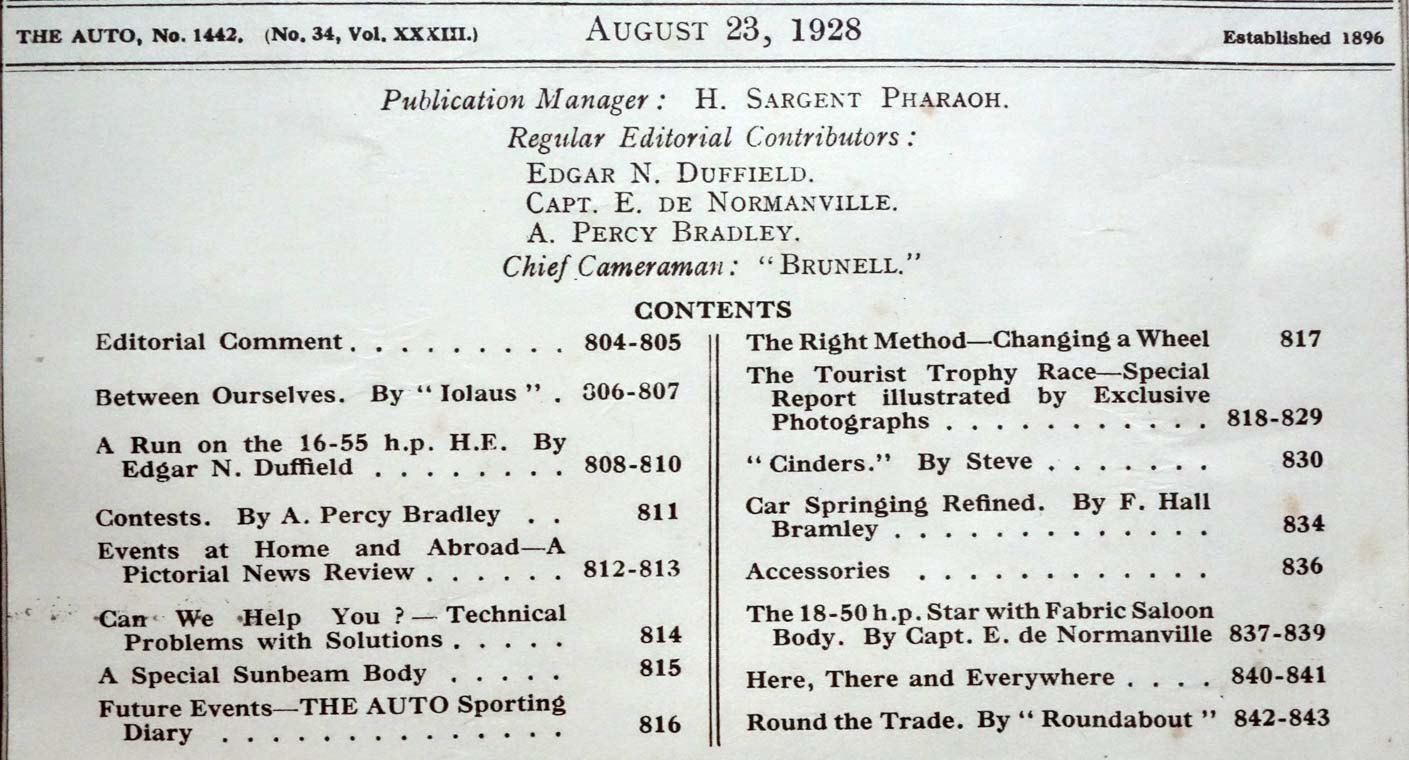 THE AUTO, No. 1442. (No. 34, Vol. XXXIII.) AUGUST 23, 1928 Established 1896
Publication Manager: H. SARGENT PHARAOH.
Regular Editorial Contributors:
EDGAR N. DUFFIELD.
CAPT. E. DE NORMANVILLE.
A. PERCY BRADLEY.
Chief Cameraman: "BRUNELL."
CONTENTS
Editorial Comment . . . . . . . . . 804-805
Between Ourselves. By "Iolaus" . 806-807
A Run on the 16-55 h.p. H.E. By
Edgar N. Duffield . . . . . . . . 808-810
Contests. By A. Percy Bradley . . 811
Events at Home and Abroad—A
Pictorial News Review . . . . . . 812-813
Can We Help You ?—Technical
Problems with Solutions . . . . . 814
A Special Sunbeam Body . . . . . 815
Future Events—THE AUTO Sporting
Diary . . . . . . . . . . . . . . 816
The Right Method—Changing a Wheel 817
The Tourist Trophy Race—Special
Report illustrated by Exclusive
Photographs . . . . . . . . . . . 818-829
"Cinders." By Steve . . . . . . . 830
Car Springing Refined. By F. Hall
Bramley . . . . . . . . . . . . . 834
Accessories . . . . . . . . . . . . 836
The 18-50 h.p. Star with Fabric Saloon
Body. By Capt. E. de Normanville 837-839
Here, There and Everywhere . . . . 840-841
Round the Trade. By "Roundabout" 842-843